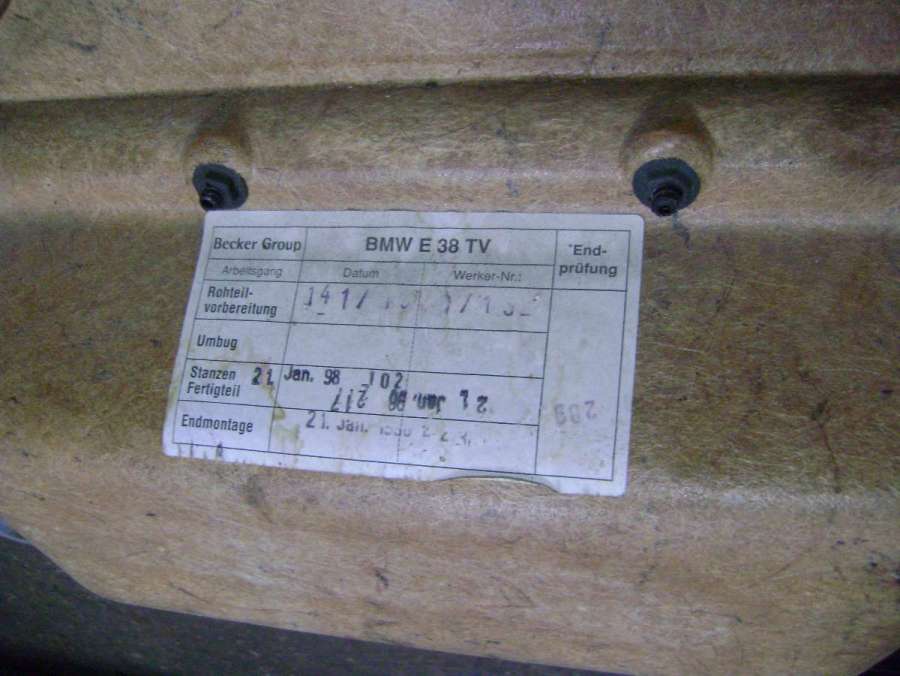 Becker Group BMW E 38 TV End-
prüfung
Arbeitsgang Datum Werker-Nr.:
Rohteil-
vorbereitung
Umbug
Stanzen 21. Jan. 98 102
Fertigteil 21. Jan. 98 217
Endmontage 21. Jan.
209